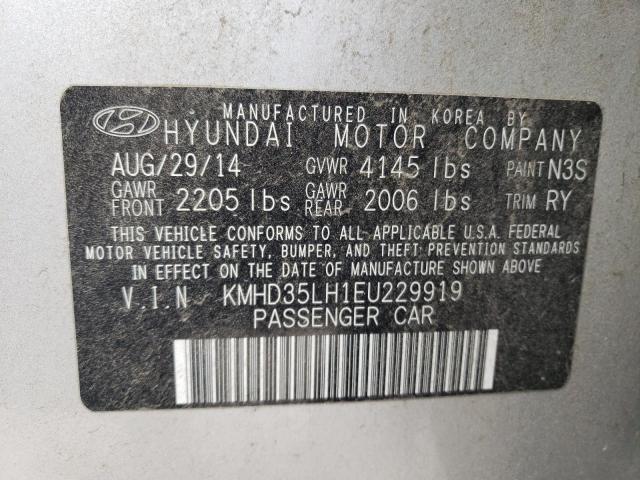 MANUFACTURED IN KOREA BY
HYUNDAI MOTOR COMPANY
AUG/29/14 GVWR 4145 lbs PAINT N3S
GAWR FRONT 2205 lbs GAWR REAR 2006 lbs TRIM RY
THIS VEHICLE CONFORMS TO ALL APPLICABLE U.S.A. FEDERAL
MOTOR VEHICLE SAFETY, BUMPER, AND THEFT PREVENTION STANDARDS
IN EFFECT ON THE DATE OF MANUFACTURE SHOWN ABOVE
V.I.N KMHD35LH1EU229919
PASSENGER CAR